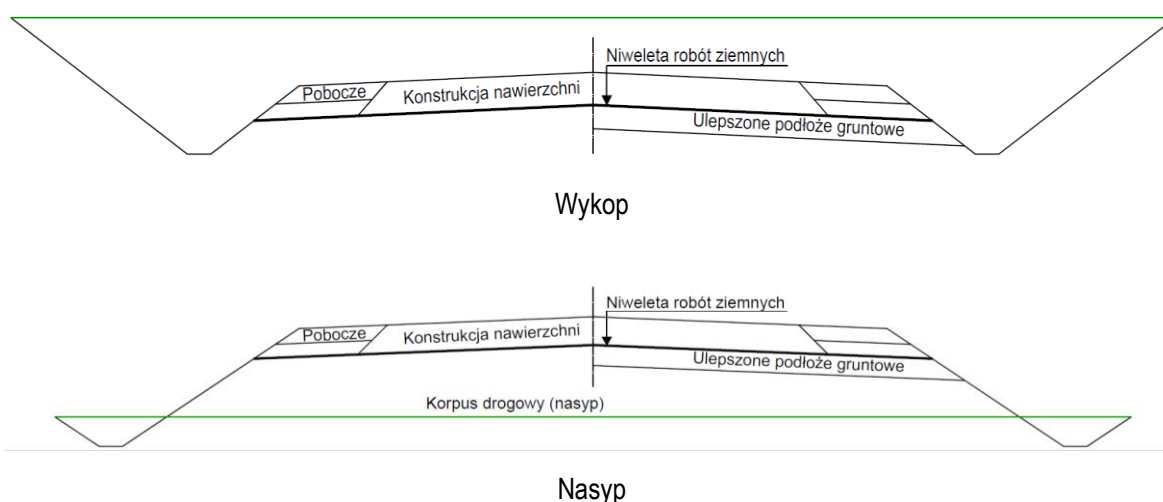 Niweleta robót ziemnych
Pobocze
Konstrukcja nawierzchni
Ulepszone podłoże gruntowe
Wykop
Niweleta robót ziemnych
Pobocze
Konstrukcja nawierzchni
Ulepszone podłoże gruntowe
Korpus drogowy (nasyp)
Nasyp